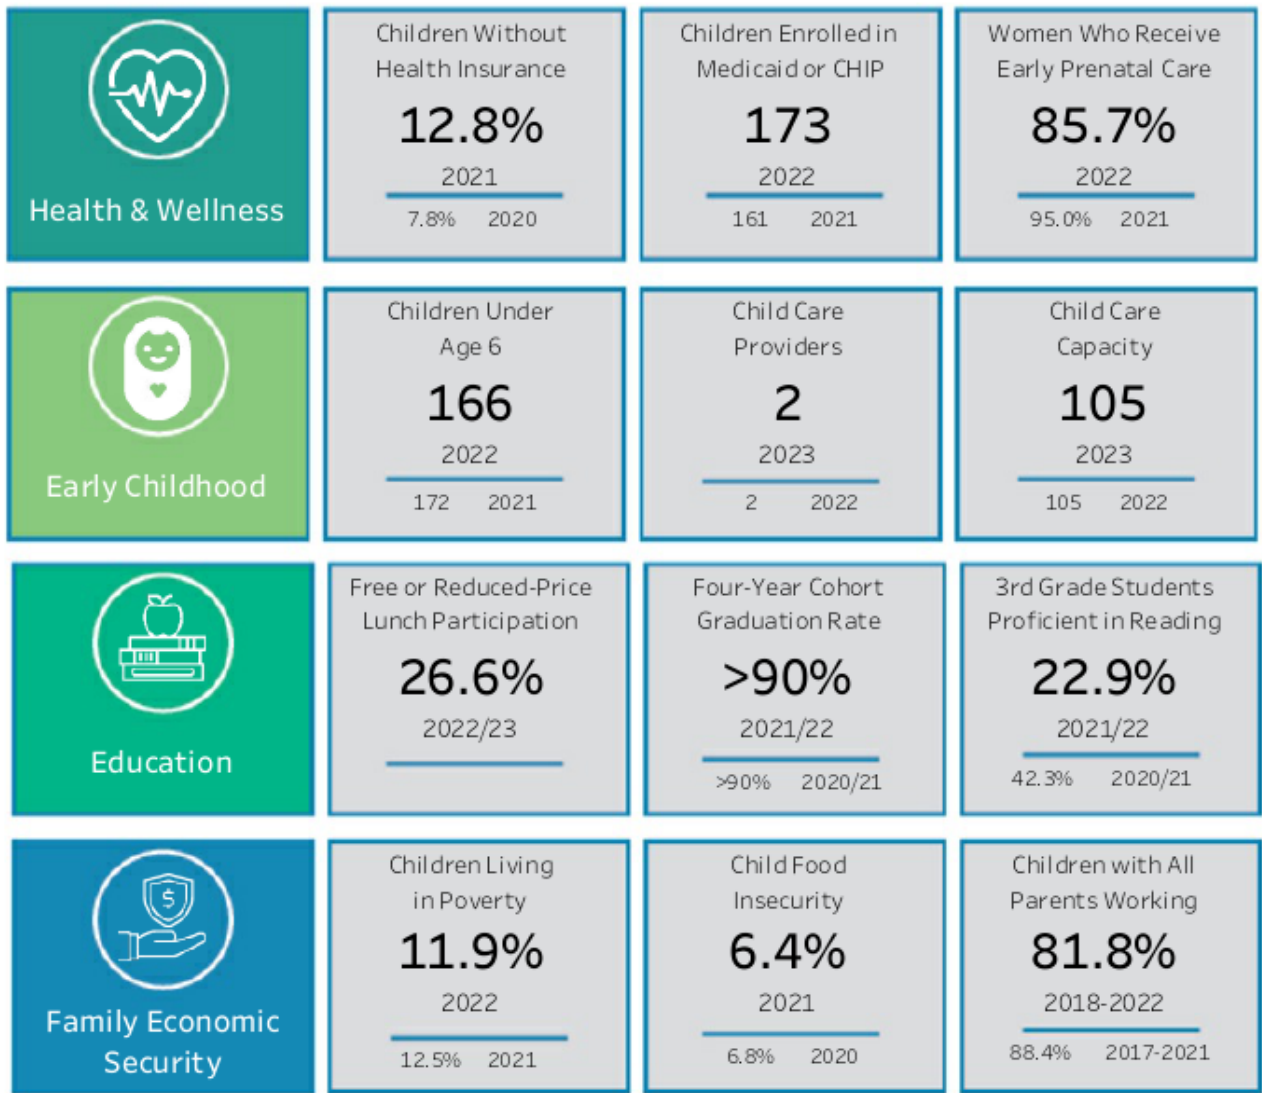 Health & Wellness
Children Without
Health Insurance
12.8%
2021
7.8% 2020
Children Enrolled in
Medicaid or CHIP
173
2022
161 2021
Women Who Receive
Early Prenatal Care
85.7%
2022
95.0% 2021
Early Childhood
Children Under
Age 6
166
2022
172 2021
Child Care
Providers
2
2023
2 2022
Child Care
Capacity
105
2023
105 2022
Education
Free or Reduced-Price
Lunch Participation
26.6%
2022/23
Four-Year Cohort
Graduation Rate
>90%
2021/22
>90% 2020/21
3rd Grade Students
Proficient in Reading
22.9%
2021/22
42.3% 2020/21
$
Family Economic
Security
Children Living
in Poverty
11.9%
2022
12.5% 2021
Child Food
Insecurity
6.4%
2021
6.8% 2020
Children with All
Parents Working
81.8%
2018-2022
88.4% 2017-2021